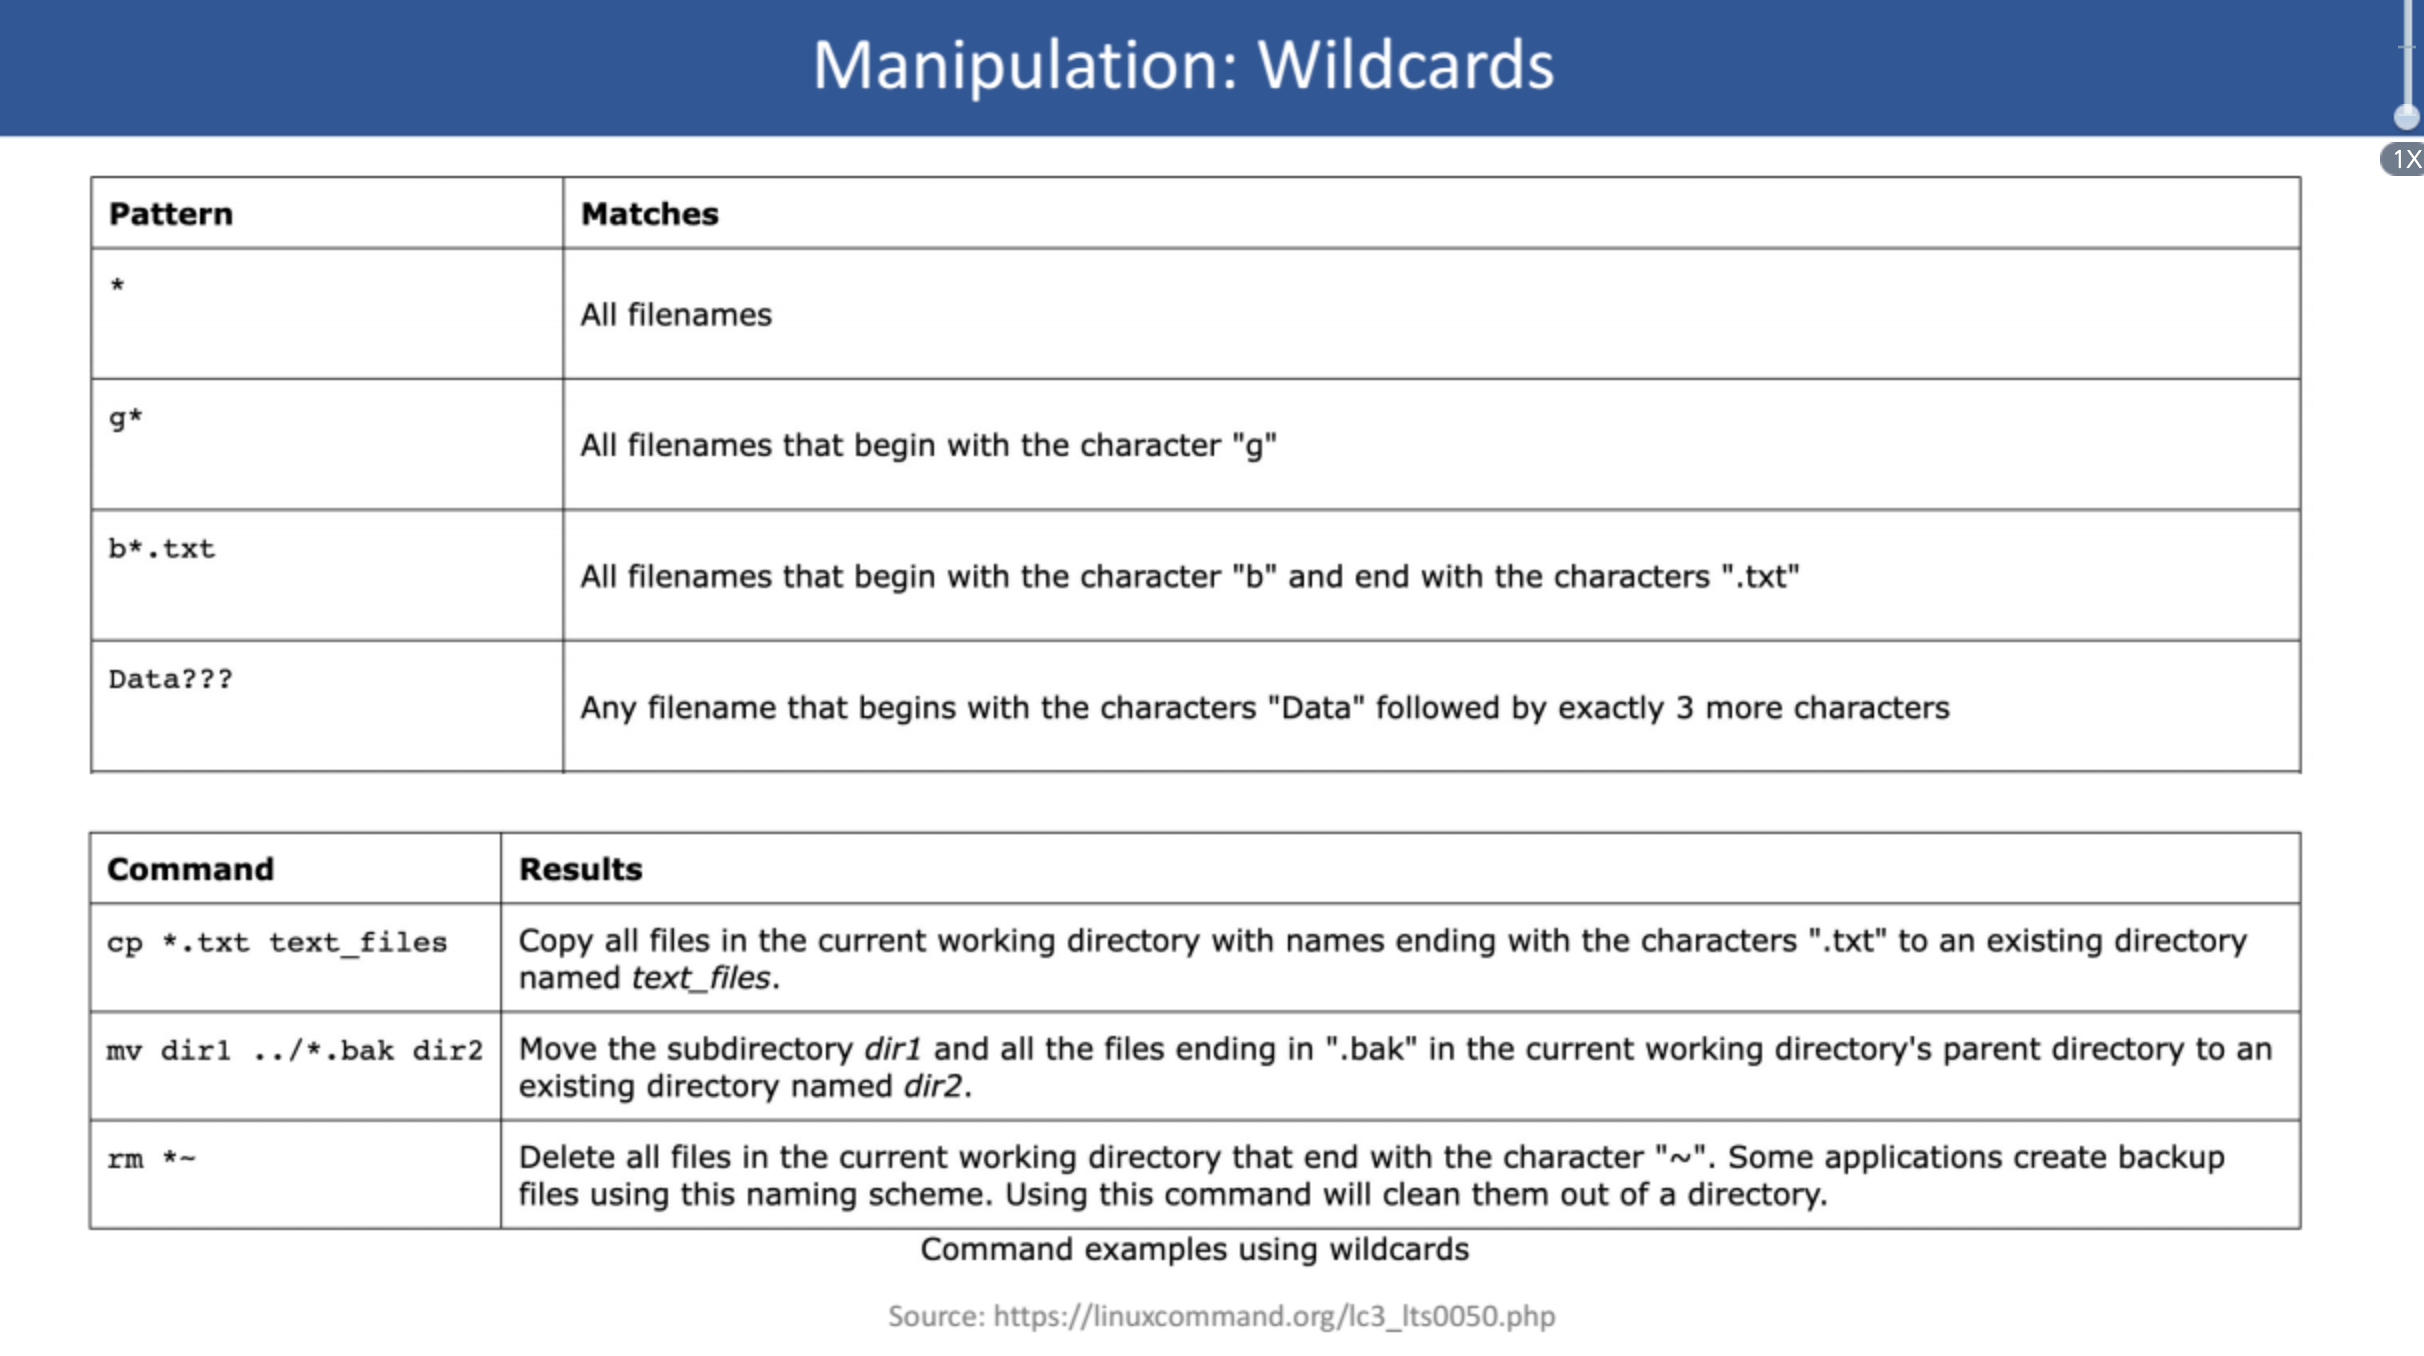 Manipulation: Wildcards
1X
Pattern Matches
*
All filenames
g*
All filenames that begin with the character "g"
b*.txt
All filenames that begin with the character "b" and end with the characters ".txt"
Data???
Any filename that begins with the characters "Data" followed by exactly 3 more characters
Command Results
cp *.txt text_files Copy all files in the current working directory with names ending with the characters ".txt" to an existing directory
named text_files.
mv dir1 ../*.bak dir2 Move the subdirectory dir1 and all the files ending in ".bak" in the current working directory's parent directory to an
existing directory named dir2.
rm *~ Delete all files in the current working directory that end with the character "~". Some applications create backup
files using this naming scheme. Using this command will clean them out of a directory.
Command examples using wildcards
Source: https://linuxcommand.org/lc3_lts0050.php